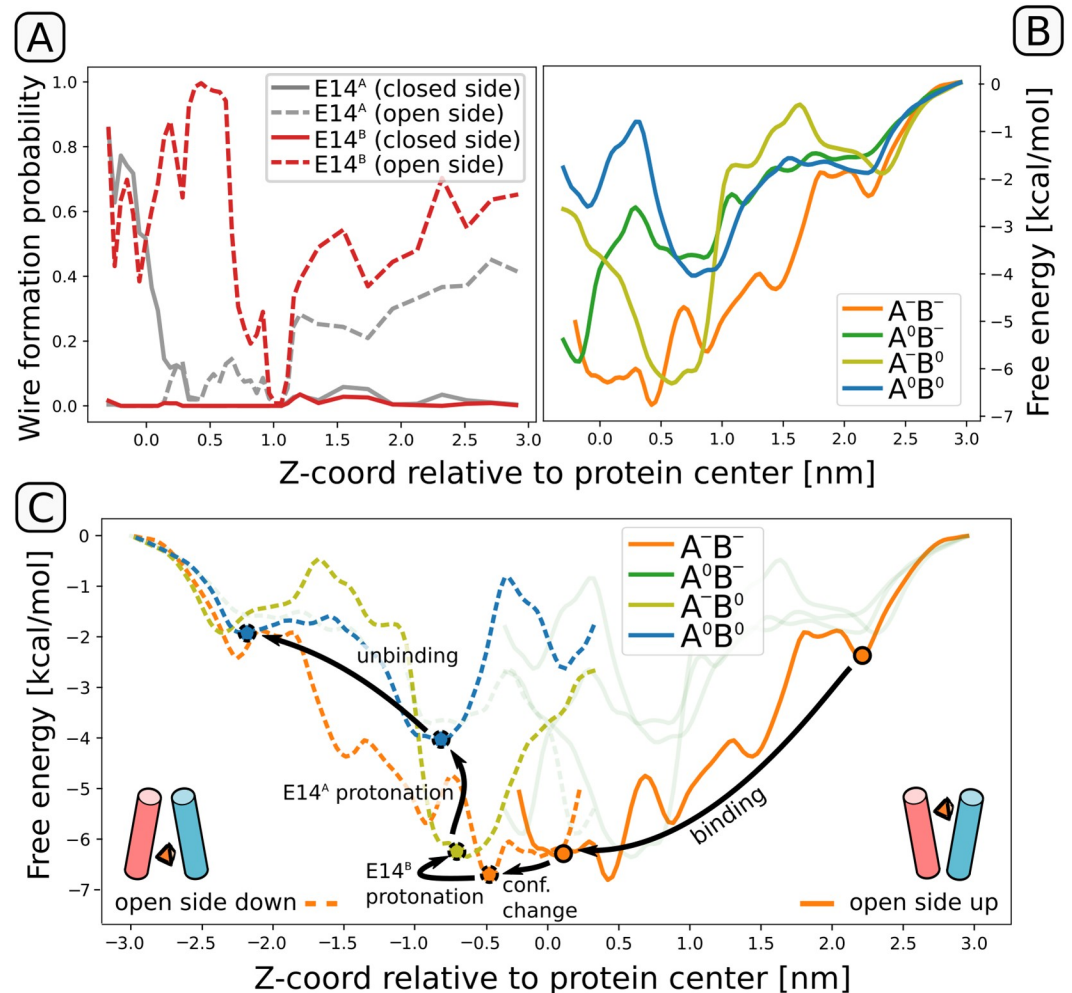 A
B
Wire formation probability
1.0
0.8
0.6
0.4
0.2
0.0
E14ᴬ (closed side)
E14ᴬ (open side)
E14ᴮ (closed side)
E14ᴮ (open side)
0.0 0.5 1.0 1.5 2.0 2.5
A⁻B⁻
A⁰B⁻
A⁻B⁰
A⁰B⁰
0.0 0.5 1.0 1.5 2.0 2.5 3.0
0
−1
−2
−3
−4
−5
−6
−7
Free energy [kcal/mol]
Z-coord relative to protein center [nm]
C
Free energy [kcal/mol]
0
−1
−2
−3
−4
−5
−6
−7
A⁻B⁻
A⁰B⁻
A⁻B⁰
A⁰B⁰
unbinding
E14ᴬ protonation
E14ᴮ
protonation
conf.
change
binding
open side down
open side up
−3.0 −2.5 −2.0 −1.5 −1.0 −0.5 0.0 0.5 1.0 1.5 2.0 2.5 3.0
Z-coord relative to protein center [nm]